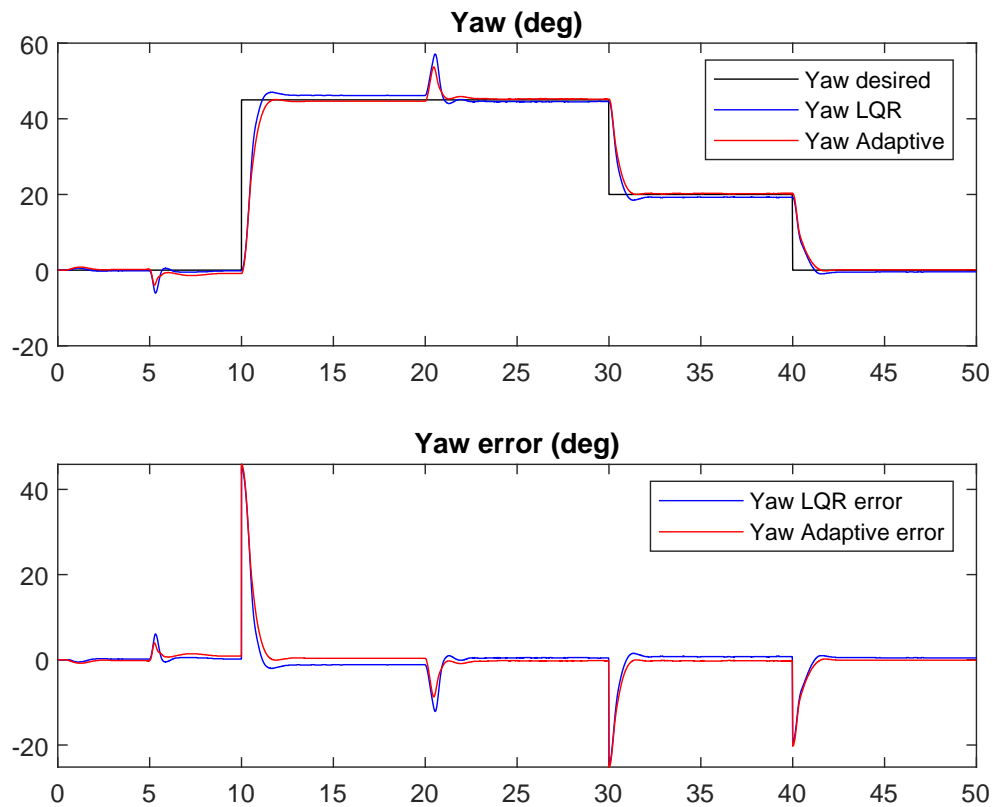 Yaw (deg)
60
40
20
0
-20
Yaw desired
Yaw LQR
Yaw Adaptive
0 5 10 15 20 25 30 35 40 45 50
Yaw error (deg)
40
20
0
-20
Yaw LQR error
Yaw Adaptive error
0 5 10 15 20 25 30 35 40 45 50